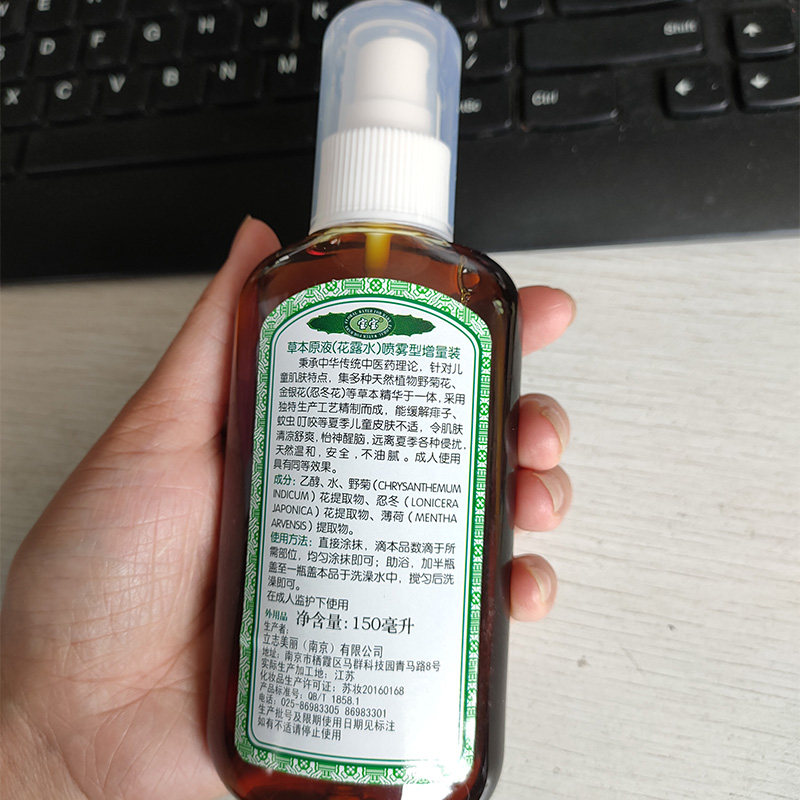 W E R H J K L
X C V B N M
Shift
Ctrl
宝宝
草本原液(花露水)喷雾型增量装
秉承中华传统中医药理论，针对儿
童肌肤特点，集多种天然植物野菊花、
金银花(忍冬花)等草本精华于一体，采用
独特生产工艺精制而成，能缓解痱子、
蚊虫叮咬等夏季儿童皮肤不适，令肌肤
清凉舒爽，怡神醒脑，远离夏季各种侵扰。
天然温和，安全，不油腻。成人使用
具有同等效果。
成分：乙醇、水、野菊(CHRYSANTHEMUM
INDICUM）花提取物、忍冬（LONICERA
JAPONICA）花提取物、薄荷（MENTHA
ARVENSIS）提取物。
使用方法：直接涂抹，滴本品数滴于所
需部位，均匀涂抹即可；助浴，加半瓶
盖至一瓶盖本品于洗澡水中，搅匀后洗
澡即可。
在成人监护下使用
外用品 净含量：150毫升
生产者：
立志美丽（南京）有限公司
地址：南京市栖霞区马群科技园青马路8号
实际生产加工地：江苏
化妆品生产许可证：苏妆20160168
产品标准号：QB/T 1858.1
电话：025-86983305 86983301
生产批号及限期使用日期见标注
如有不适请停止使用